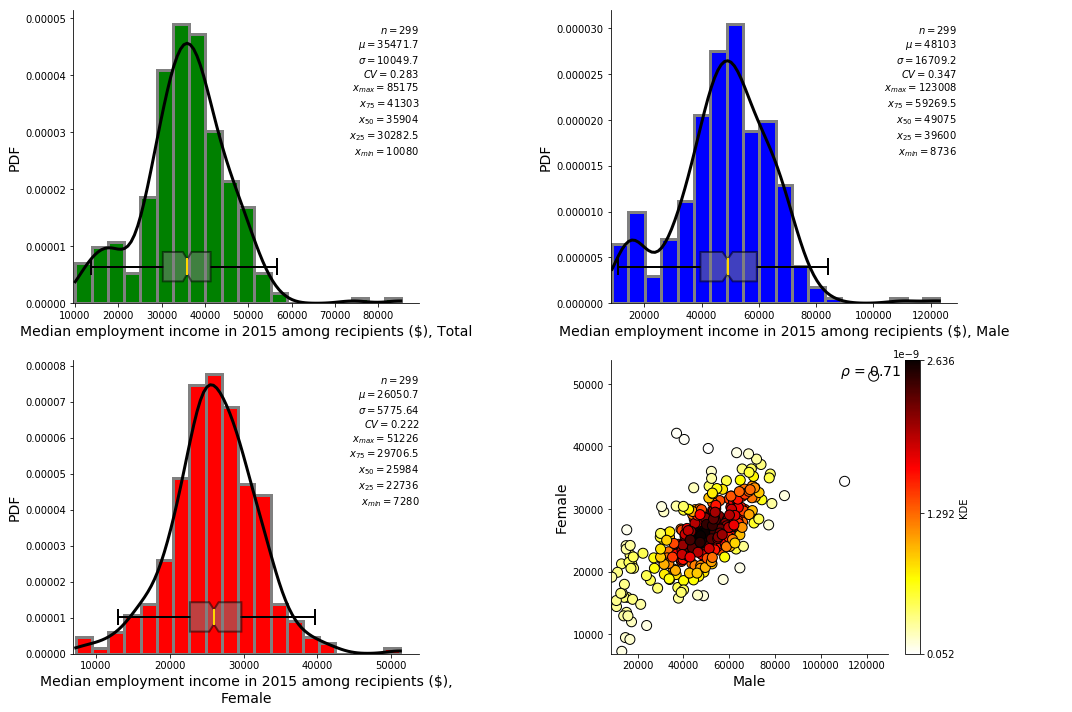 0.00005
0.00004
0.00003
0.00002
0.00001
0.00000
PDF
n = 299
μ = 35471.7
σ = 10049.7
CV = 0.283
x_max = 85175
x_75 = 41303
x_50 = 35904
x_25 = 30282.5
x_min = 10080
10000 20000 30000 40000 50000 60000 70000 80000
Median employment income in 2015 among recipients ($), Total
0.000030
0.000025
0.000020
0.000015
0.000010
0.000005
0.000000
PDF
n = 299
μ = 48103
σ = 16709.2
CV = 0.347
x_max = 123008
x_75 = 59269.5
x_50 = 49075
x_25 = 39600
x_min = 8736
20000 40000 60000 80000 100000 120000
Median employment income in 2015 among recipients ($), Male
0.00008
0.00007
0.00006
0.00005
0.00004
0.00003
0.00002
0.00001
0.00000
PDF
n = 299
μ = 26050.7
σ = 5775.64
CV = 0.222
x_max = 51226
x_75 = 29706.5
x_50 = 25984
x_25 = 22736
x_min = 7280
10000 20000 30000 40000 50000
Median employment income in 2015 among recipients ($),
Female
50000
40000
30000
20000
10000
Female
ρ = 0.71
20000 40000 60000 80000 100000 120000
Male
1e−9
2.636
1.292
0.052
KDE